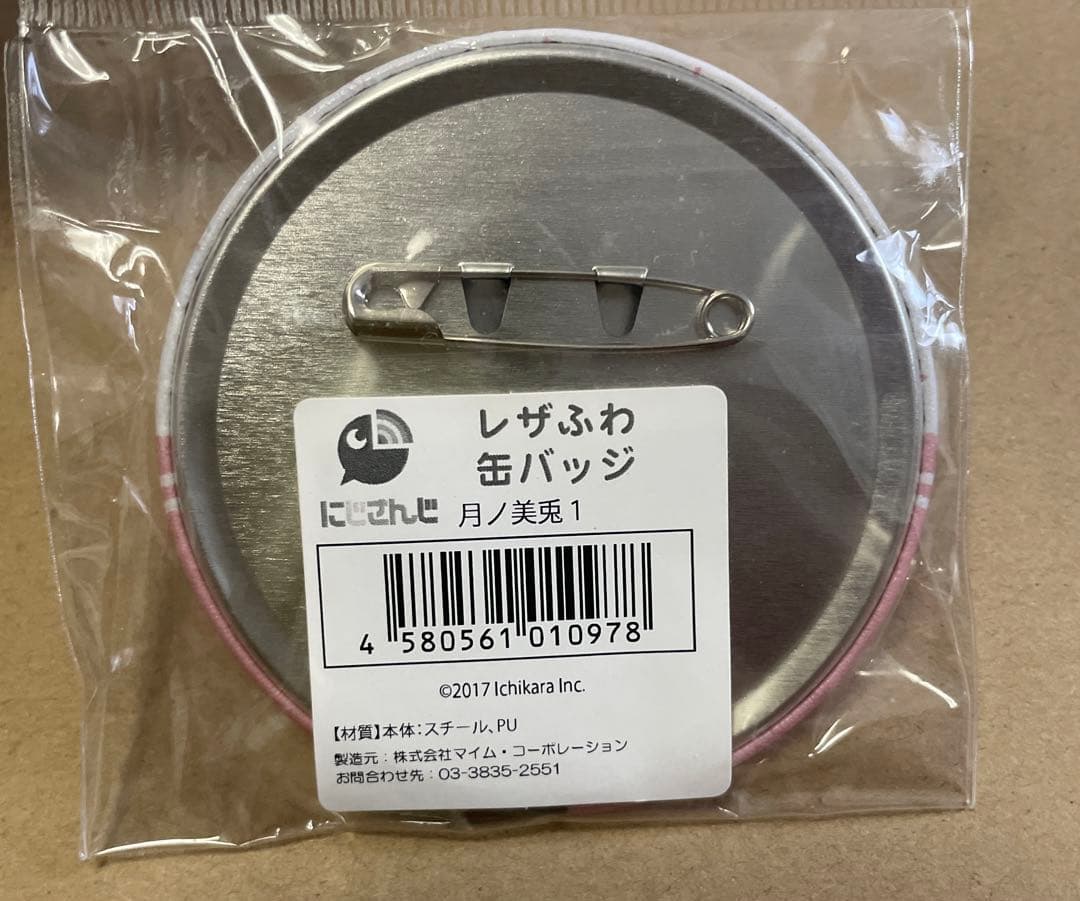 レザふわ
缶バッジ
にじさんじ
月ノ美兎1
4 580561 010978
©2017 Ichikara Inc.
【材質】本体:スチール、PU
製造元:株式会社マイム・コーポレーション
お問合わせ先:03-3835-2551